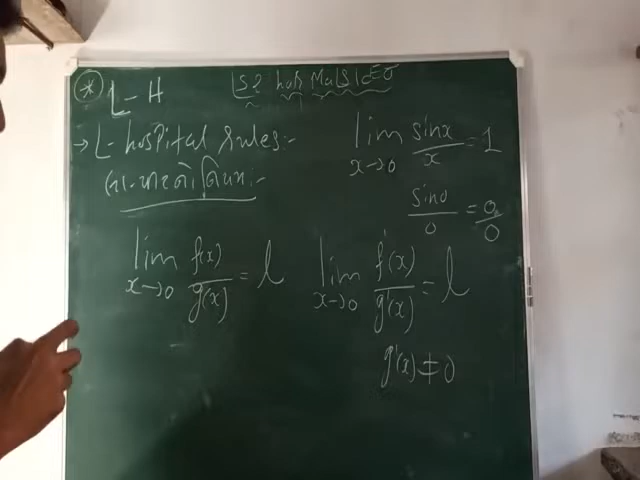 * L-H
→ L-hospital rules:-
lim x→0 sinx/x = 1
sin0/0 = 0/0
lim x→0 f(x)/g(x) = l
lim x→0 f'(x)/g'(x) = l
g'(x) ≠ 0